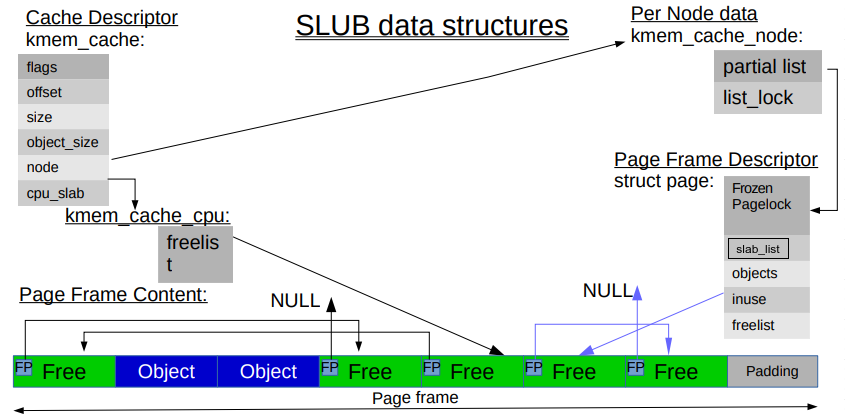 SLUB data structures
Cache Descriptor
kmem_cache:
flags
offset
size
object_size
node
cpu_slab
kmem_cache_cpu:
freelis
t
Per Node data
kmem_cache_node:
partial list
list_lock
Page Frame Descriptor
struct page:
Frozen
Pagelock
slab_list
objects
inuse
freelist
Page Frame Content:
NULL
NULL
FP Free
Object
Object
FP Free
FP Free
FP Free
FP Free
Padding
Page frame